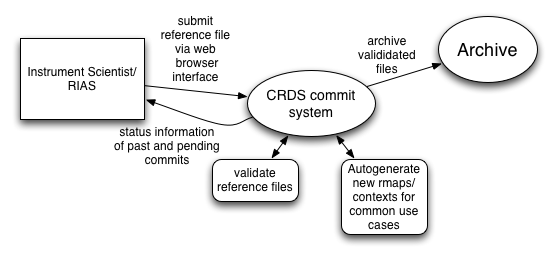 submit
reference file
via web
browser
interface
archive
valididated
files
Archive
Instrument Scientist/
RIAS
CRDS commit
system
status information
of past and pending
commits
validate
reference files
Autogenerate
new rmaps/
contexts for
common use
cases